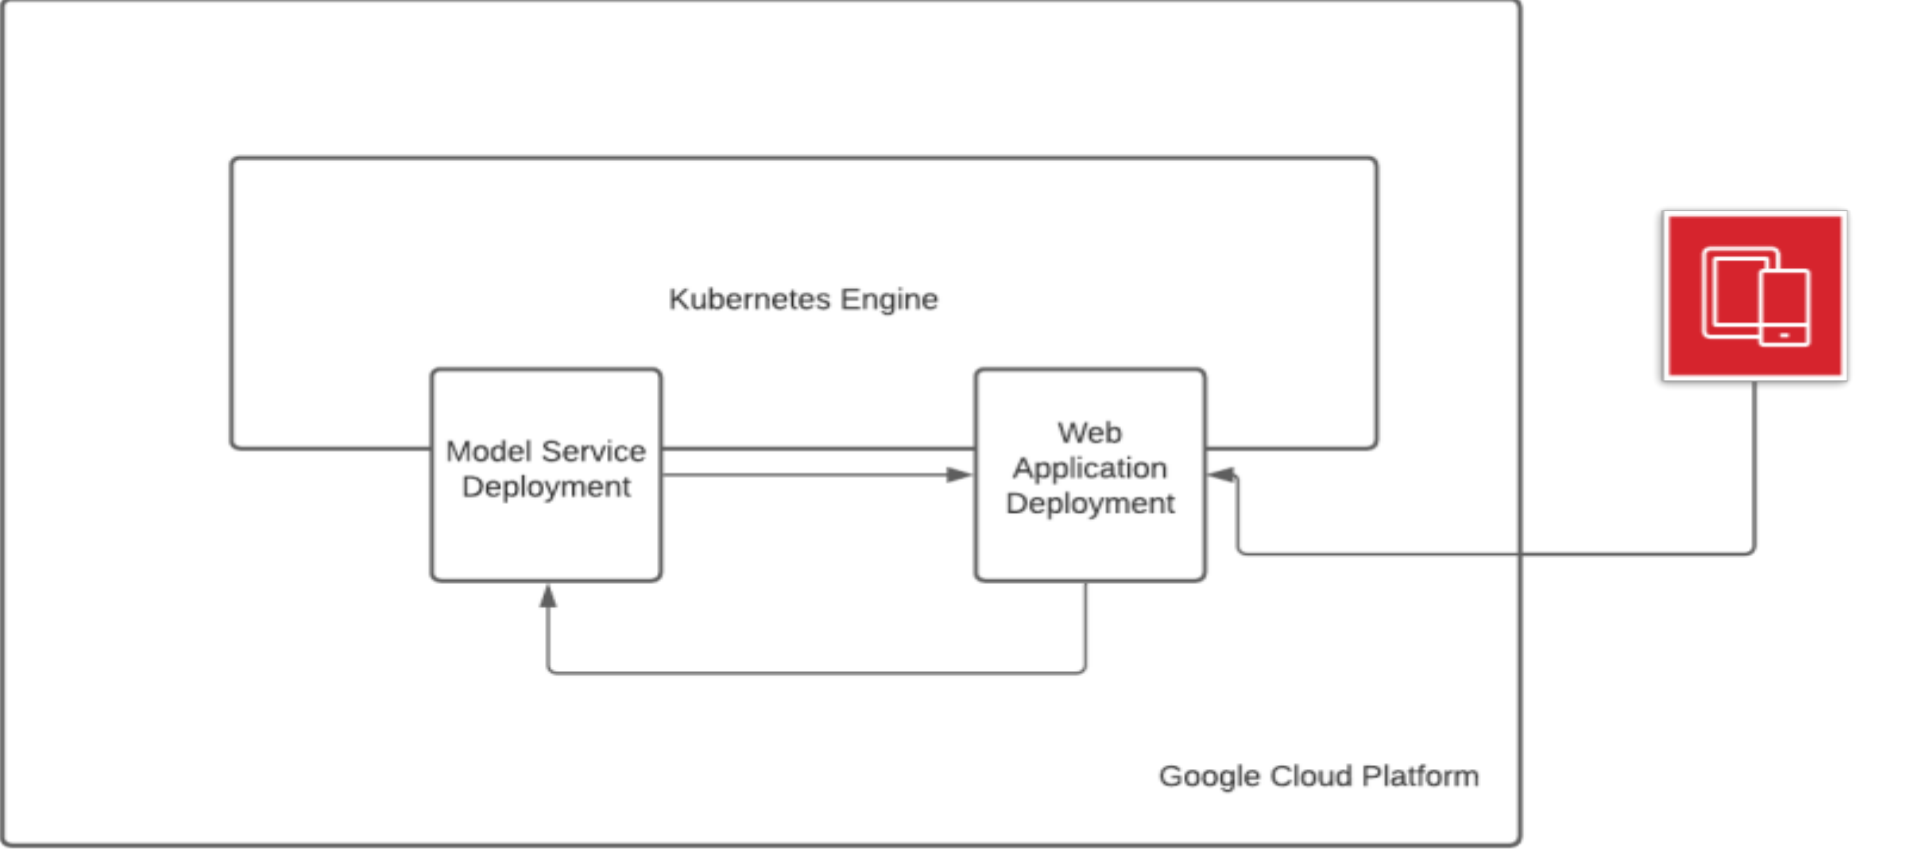 Kubernetes Engine
Model Service
Deployment
Web
Application
Deployment
Google Cloud Platform